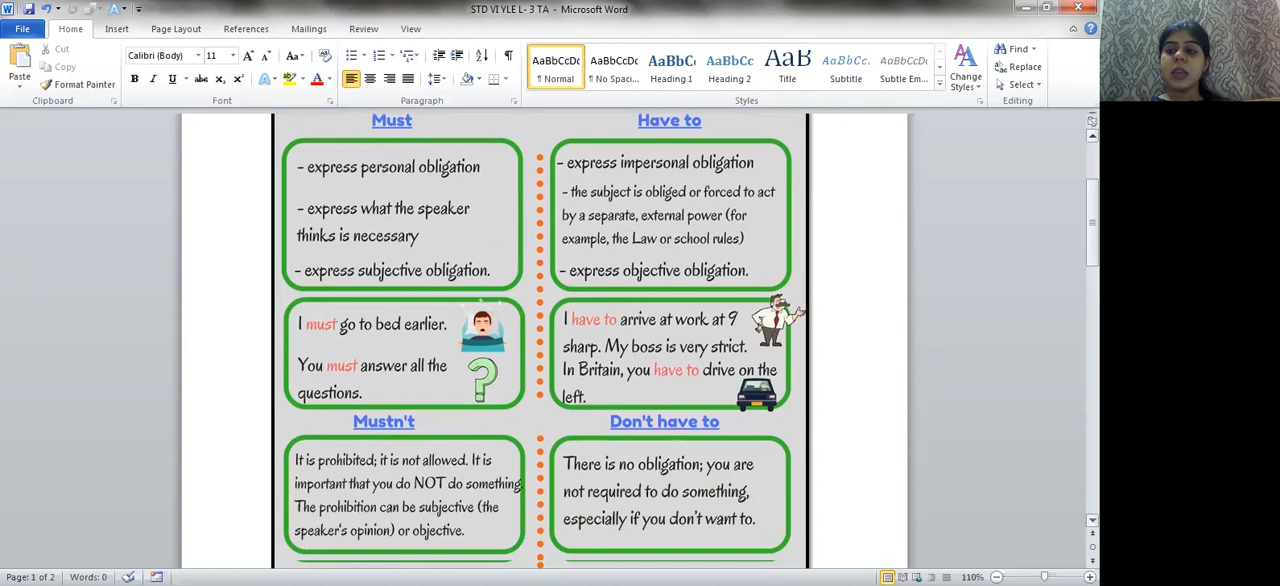 STD VI YLE L- 3 TA - Microsoft Word
File Home Insert Page Layout References Mailings Review View
Paste
Cut
Copy
Format Painter
Clipboard
Calibri (Body) 11
Font
Paragraph
AaBbCcDc AaBbCcDc AaBbC AaBbCc AaB AaBbCc. AaBbCcDc
¶ Normal ¶ No Spaci... Heading 1 Heading 2 Title Subtitle Subtle Em...
Styles
Change
Styles
Find
Replace
Select
Editing
Must
- express personal obligation
- express what the speaker
thinks is necessary
- express subjective obligation.
I must go to bed earlier.
You must answer all the
questions.
Have to
- express impersonal obligation
- the subject is obliged or forced to act
by a separate, external power (for
example, the Law or school rules)
- express objective obligation.
I have to arrive at work at 9
sharp. My boss is very strict.
In Britain, you have to drive on the
left.
Mustn't
It is prohibited; it is not allowed. It is
important that you do NOT do something.
The prohibition can be subjective (the
speaker's opinion) or objective.
Don't have to
There is no obligation; you are
not required to do something,
especially if you don't want to.
Page: 1 of 2 Words: 0 110%